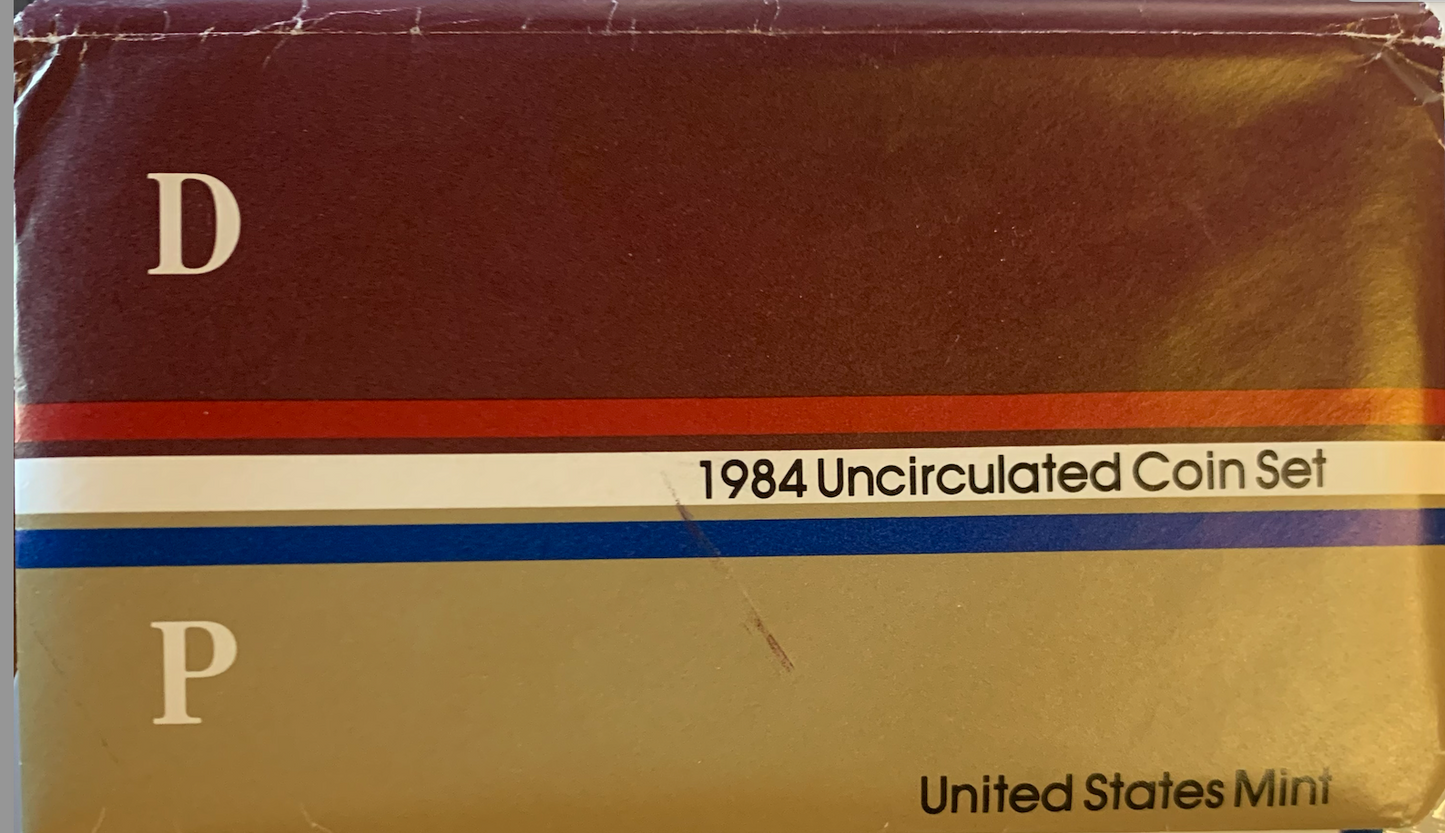 D
1984 Uncirculated Coin Set
P
United States Mint